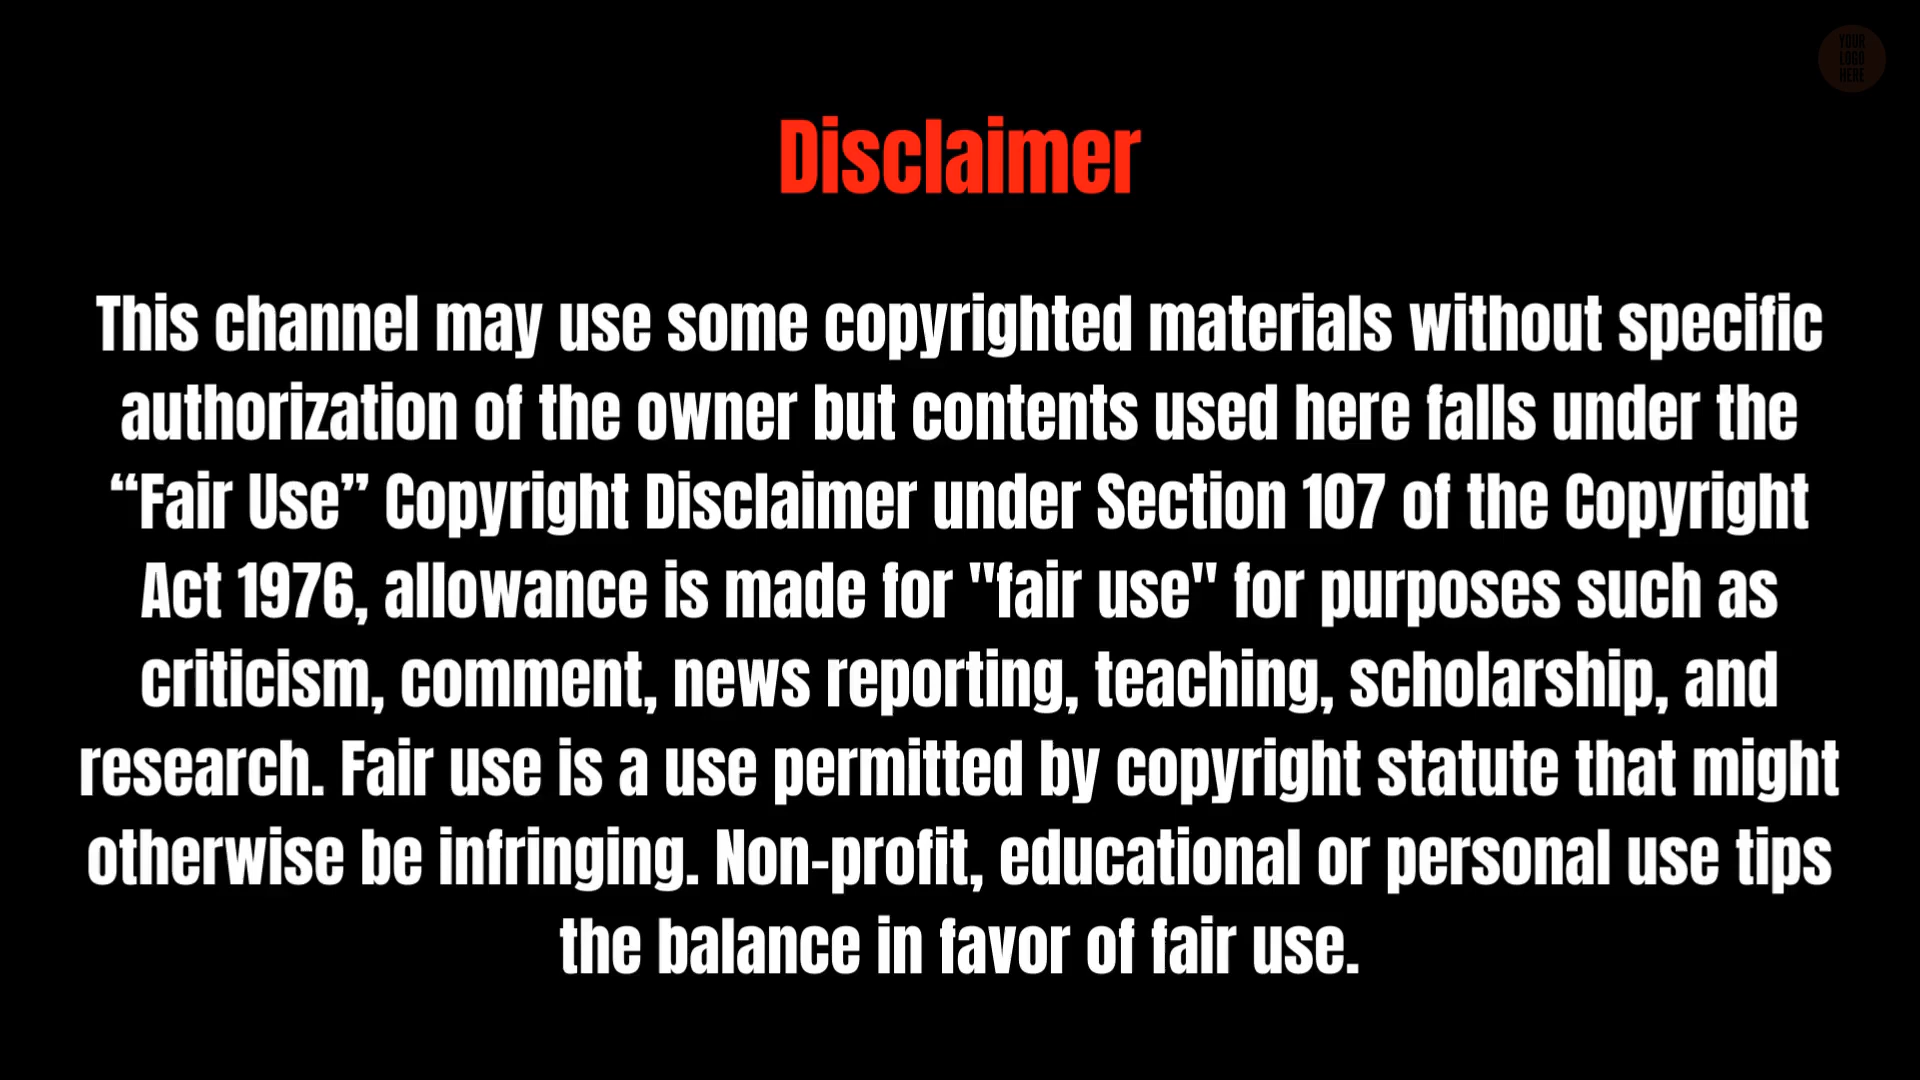 YOUR
LOGO
HERE
Disclaimer
This channel may use some copyrighted materials without specific
authorization of the owner but contents used here falls under the
“Fair Use” Copyright Disclaimer under Section 107 of the Copyright
Act 1976, allowance is made for "fair use" for purposes such as
criticism, comment, news reporting, teaching, scholarship, and
research. Fair use is a use permitted by copyright statute that might
otherwise be infringing. Non-profit, educational or personal use tips
the balance in favor of fair use.